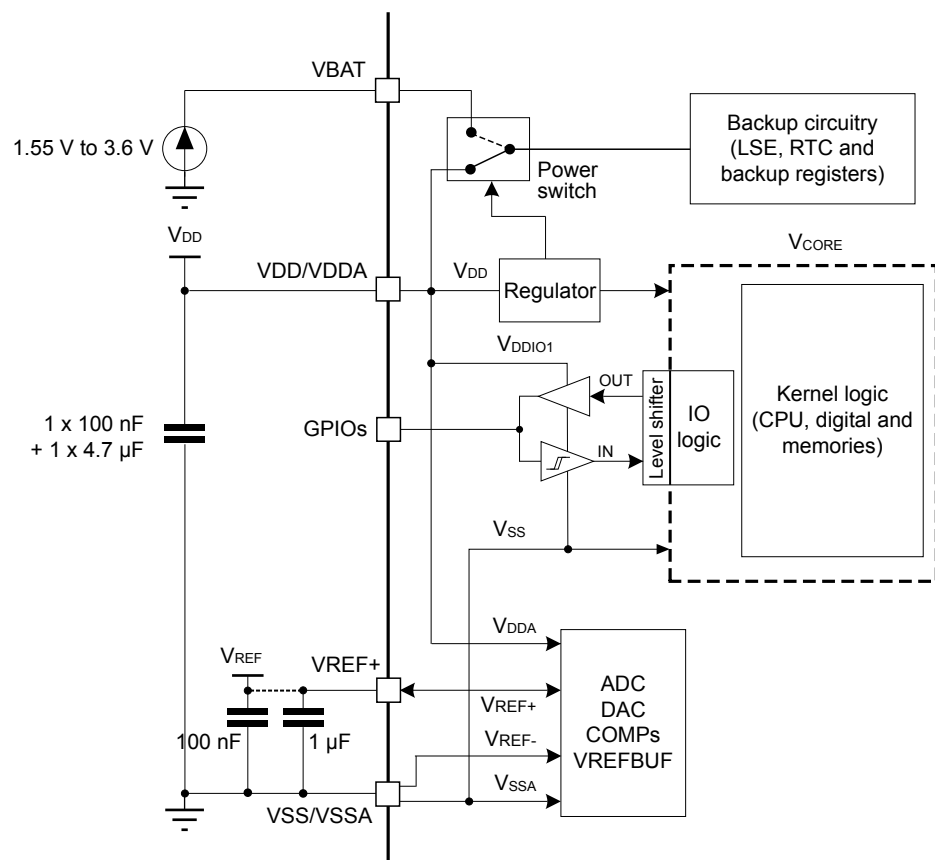 VBAT
1.55 V to 3.6 V
Power
switch
Backup circuitry
(LSE, RTC and
backup registers)
VDD
VDD/VDDA
VDD
Regulator
VCORE
VDDIO1
OUT
GPIOs
IN
Level shifter
IO
logic
Kernel logic
(CPU, digital and
memories)
1 x 100 nF
+ 1 x 4.7 μF
VSS
VDDA
VREF
VREF+
VREF+
100 nF
1 μF
VREF-
VSSA
VSS/VSSA
ADC
DAC
COMPs
VREFBUF